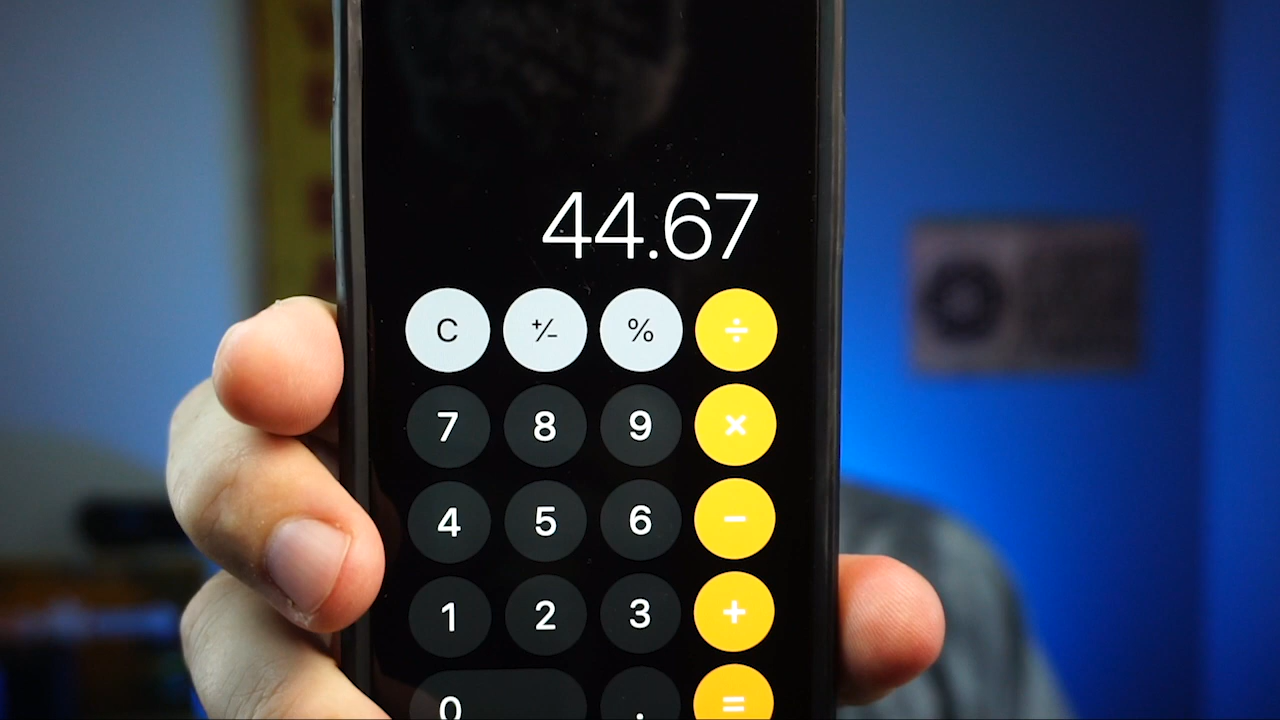 44.67
C +/- % ÷
7 8 9 ×
4 5 6 −
1 2 3 +
0 . =